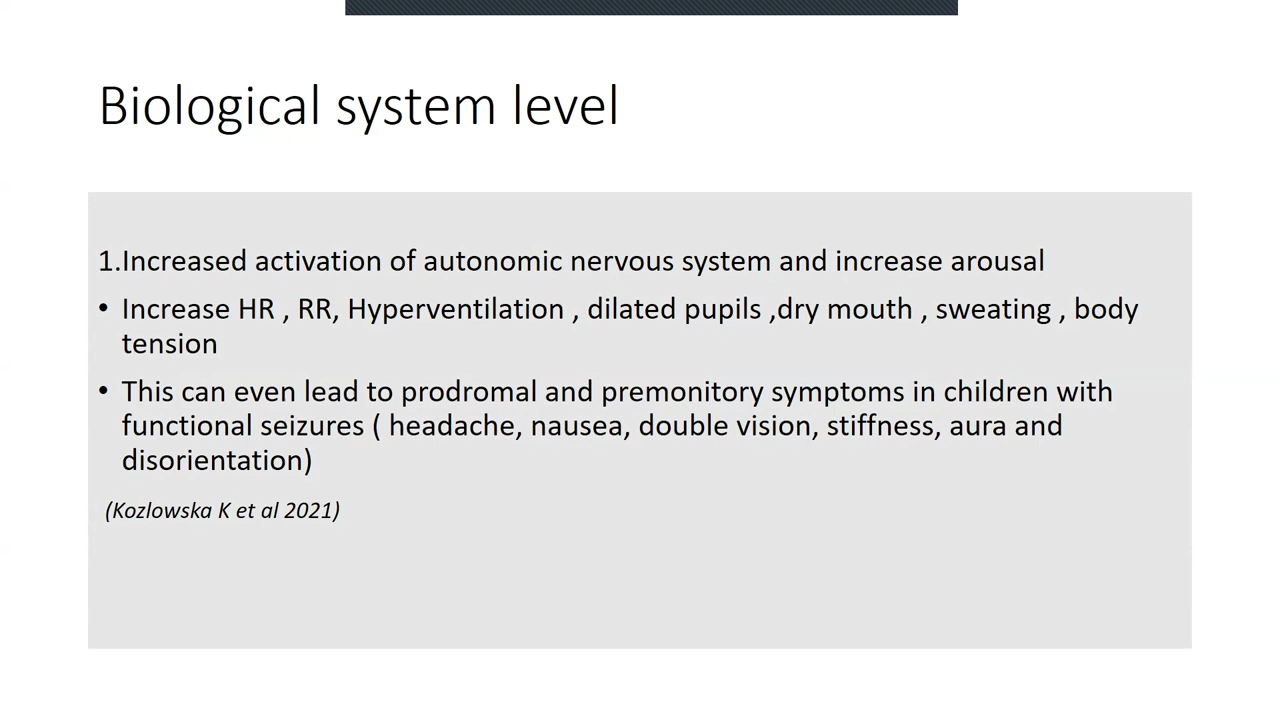 Biological system level
1.Increased activation of autonomic nervous system and increase arousal
• Increase HR , RR, Hyperventilation , dilated pupils ,dry mouth , sweating , body
tension
• This can even lead to prodromal and premonitory symptoms in children with
functional seizures ( headache, nausea, double vision, stiffness, aura and
disorientation)
(Kozlowska K et al 2021)